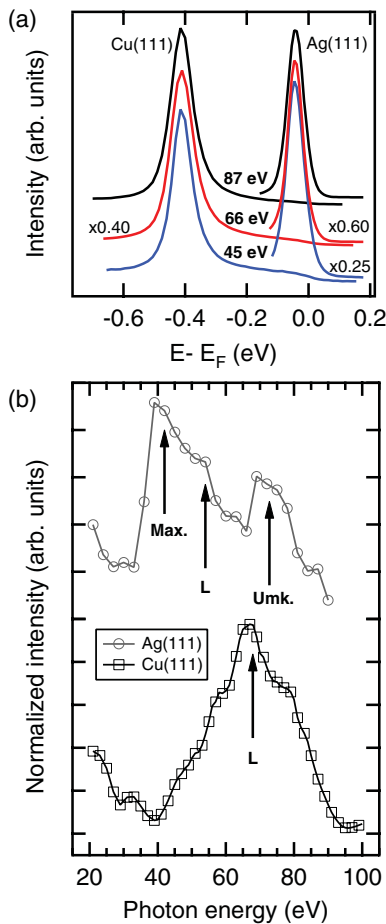 (a)
Cu(111)
Ag(111)
Intensity (arb. units)
87 eV
x0.40
66 eV
x0.60
45 eV
x0.25
-0.6
-0.4
-0.2
0.0
0.2
E- E_F (eV)
(b)
Normalized intensity (arb. units)
Max.
L
Umk.
Ag(111)
Cu(111)
L
20
40
60
80
100
Photon energy (eV)